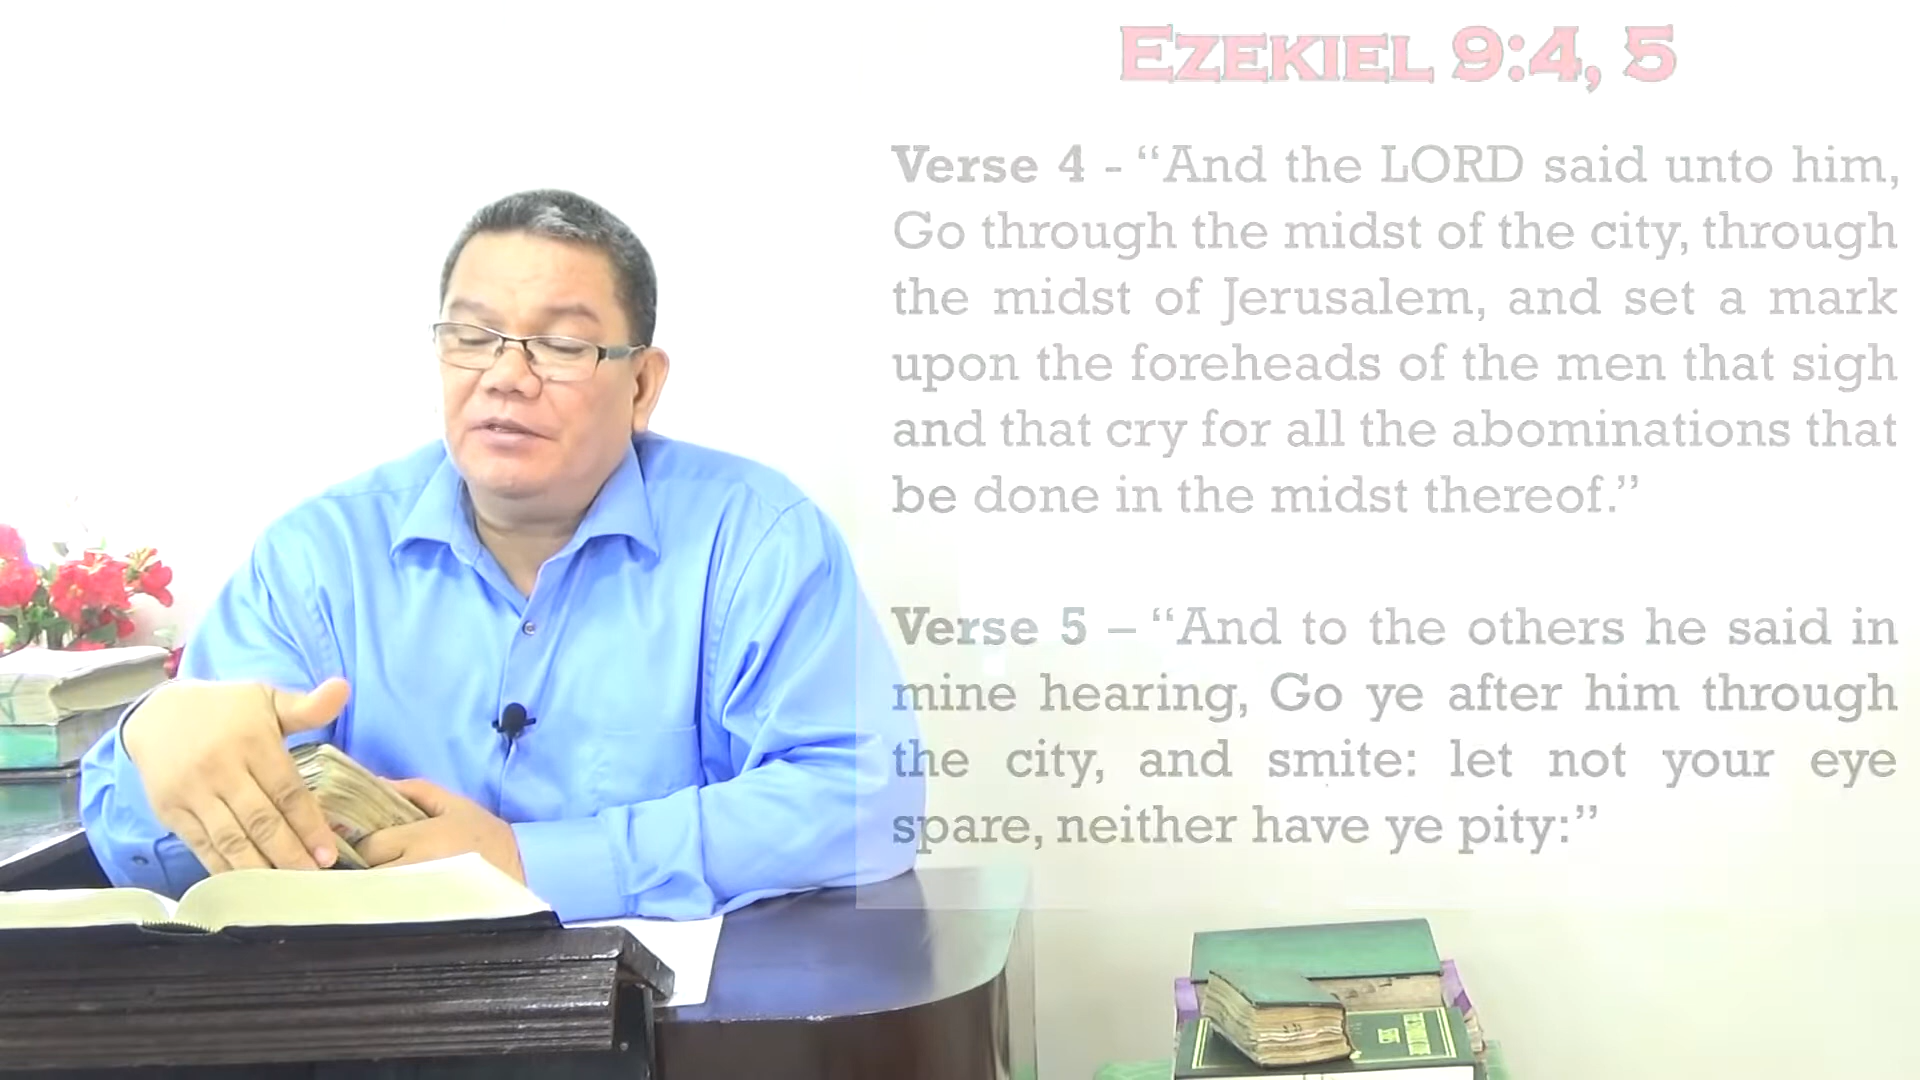 EZEKIEL 9:4, 5
Verse 4 - “And the LORD said unto him,
Go through the midst of the city, through
the midst of Jerusalem, and set a mark
upon the foreheads of the men that sigh
and that cry for all the abominations that
be done in the midst thereof.”
Verse 5 – “And to the others he said in
mine hearing, Go ye after him through
the city, and smite: let not your eye
spare, neither have ye pity:”